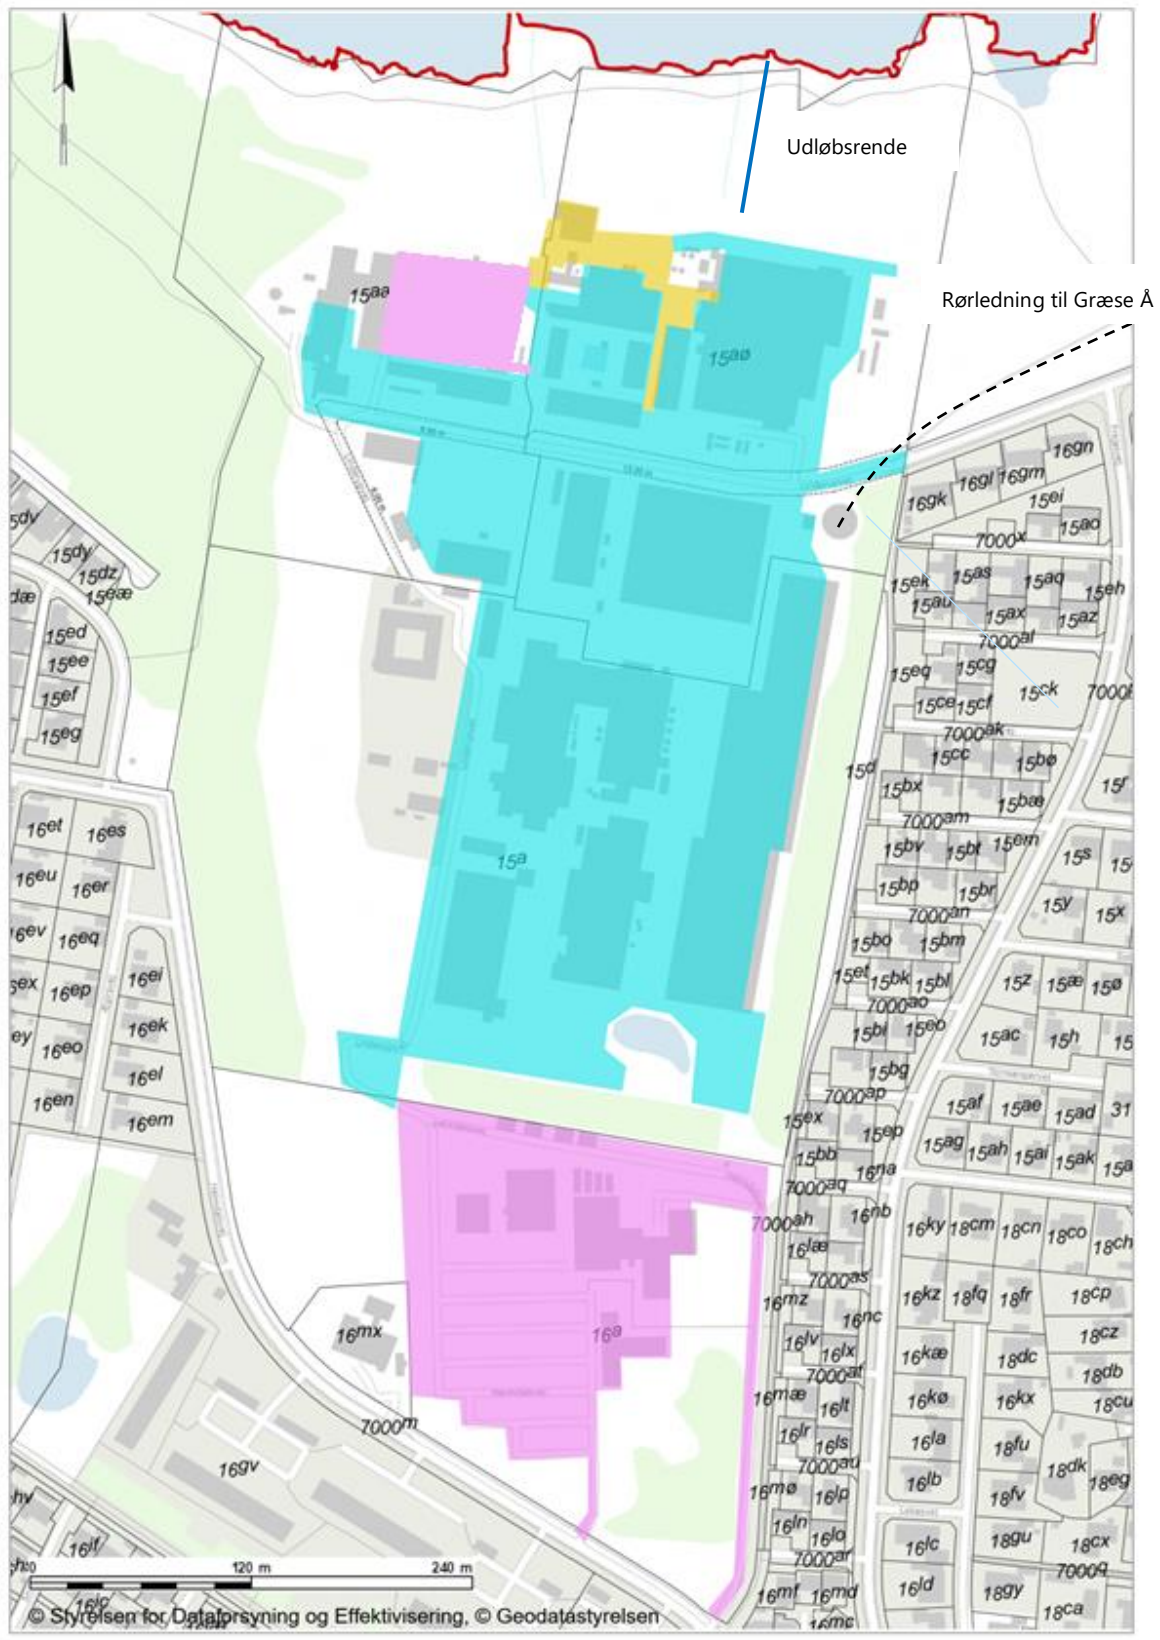 Udløbsrende
Rørledning til Græse Å
15aa
15aø
16gn
16gm
16gl
16gk
15ei
15aø
7000x
15dy
15dz
15eæ
15ek
15as
15aq
15eh
15au
15ax
15az
7000al
15ed
15ee
15ef
15eg
15eq
15cg
15ck
15ce
15cf
7000ak
15d
15cc
15bø
15bx
15bæ
7000am
16et
16es
16eu
16er
16eq
15a
15bv
15bt
15em
15s
15bp
15br
7000an
15y
15x
15bo
15bm
16ei
16ep
15et
15bk
15bl
7000ao
15z
15æ
15ø
16ek
16eo
15bi
15eo
15ac
15h
16el
15bg
7000ap
16en
16em
15ex
15ep
15af
15ae
15ad
31
15bb
16na
15ag
15ah
15ai
15ak
7000aq
7000ah
16nb
16læ
7000as
16ky
18cm
18cn
18co
18ch
16mz
16nc
16kz
18fq
18fr
18cp
16mx
16a
16lv
16lx
7000at
16kæ
18dc
18cz
18db
16mæ
16lt
16kø
16kx
18cu
7000m
16lr
16ls
7000au
16la
18fu
18dk
18eg
16gv
16mø
16lp
16lb
18fv
16ln
16lo
7000ar
16lc
18gu
18cx
7000q
16lf
16mf
16md
16ld
18gy
18ca
120 m
240 m
© Styrelsen for Dataforsyning og Effektivisering, © Geodatastyrelsen